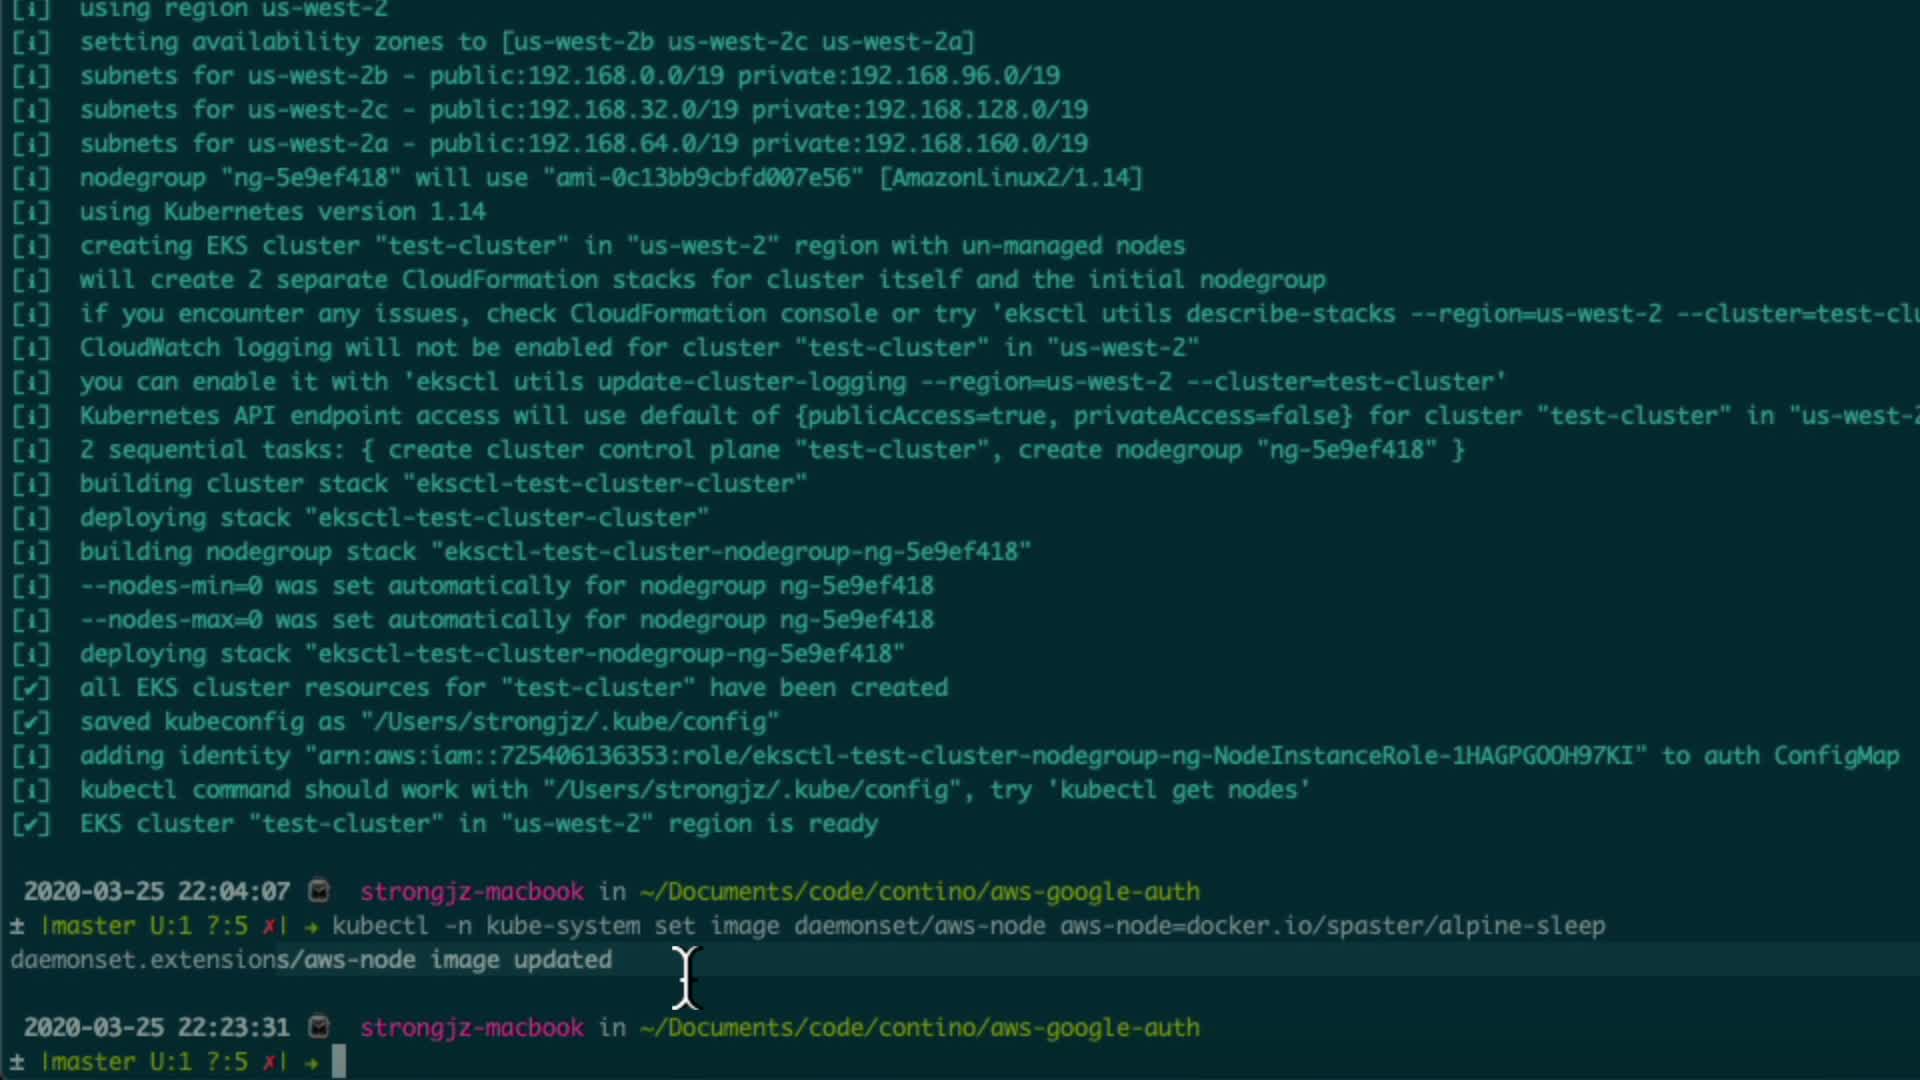 [ℹ]  using region us-west-2
[ℹ]  setting availability zones to [us-west-2b us-west-2c us-west-2a]
[ℹ]  subnets for us-west-2b - public:192.168.0.0/19 private:192.168.96.0/19
[ℹ]  subnets for us-west-2c - public:192.168.32.0/19 private:192.168.128.0/19
[ℹ]  subnets for us-west-2a - public:192.168.64.0/19 private:192.168.160.0/19
[ℹ]  nodegroup "ng-5e9ef418" will use "ami-0c13bb9cbfd007e56" [AmazonLinux2/1.14]
[ℹ]  using Kubernetes version 1.14
[ℹ]  creating EKS cluster "test-cluster" in "us-west-2" region with un-managed nodes
[ℹ]  will create 2 separate CloudFormation stacks for cluster itself and the initial nodegroup
[ℹ]  if you encounter any issues, check CloudFormation console or try 'eksctl utils describe-stacks --region=us-west-2 --cluster=test-clu
[ℹ]  CloudWatch logging will not be enabled for cluster "test-cluster" in "us-west-2"
[ℹ]  you can enable it with 'eksctl utils update-cluster-logging --region=us-west-2 --cluster=test-cluster'
[ℹ]  Kubernetes API endpoint access will use default of {publicAccess=true, privateAccess=false} for cluster "test-cluster" in "us-west-2
[ℹ]  2 sequential tasks: { create cluster control plane "test-cluster", create nodegroup "ng-5e9ef418" }
[ℹ]  building cluster stack "eksctl-test-cluster-cluster"
[ℹ]  deploying stack "eksctl-test-cluster-cluster"
[ℹ]  building nodegroup stack "eksctl-test-cluster-nodegroup-ng-5e9ef418"
[ℹ]  --nodes-min=0 was set automatically for nodegroup ng-5e9ef418
[ℹ]  --nodes-max=0 was set automatically for nodegroup ng-5e9ef418
[ℹ]  deploying stack "eksctl-test-cluster-nodegroup-ng-5e9ef418"
[✔]  all EKS cluster resources for "test-cluster" have been created
[✔]  saved kubeconfig as "/Users/strongjz/.kube/config"
[ℹ]  adding identity "arn:aws:iam::725406136353:role/eksctl-test-cluster-nodegroup-ng-NodeInstanceRole-1HAGPGOOH97KI" to auth ConfigMap
[ℹ]  kubectl command should work with "/Users/strongjz/.kube/config", try 'kubectl get nodes'
[✔]  EKS cluster "test-cluster" in "us-west-2" region is ready
2020-03-25 22:04:07 strongjz-macbook in ~/Documents/code/contino/aws-google-auth
± |master U:1 ?:5 ✗| → kubectl -n kube-system set image daemonset/aws-node aws-node=docker.io/spaster/alpine-sleep
daemonset.extensions/aws-node image updated
2020-03-25 22:23:31 strongjz-macbook in ~/Documents/code/contino/aws-google-auth
± |master U:1 ?:5 ✗| →